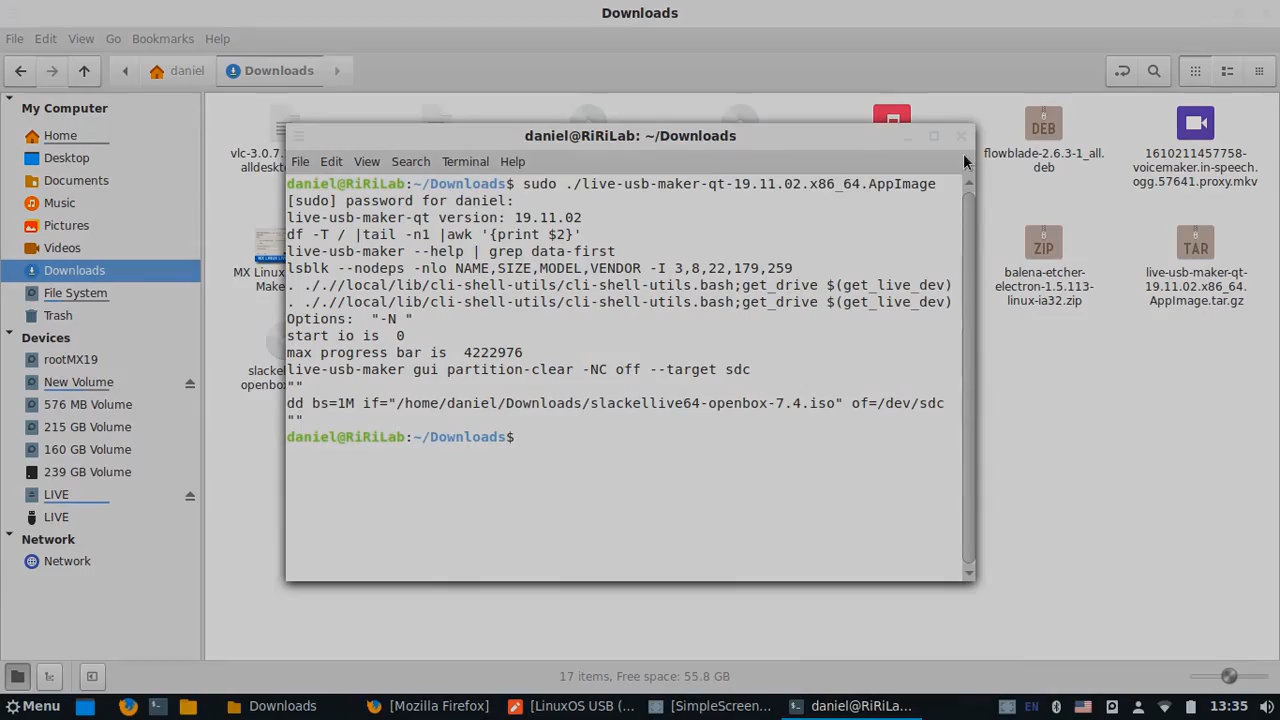 Downloads
File Edit View Go Bookmarks Help
daniel Downloads
My Computer
Home
Desktop
Documents
Music
Pictures
Videos
Downloads
File System
Trash
Devices
rootMX19
New Volume
576 MB Volume
215 GB Volume
160 GB Volume
239 GB Volume
LIVE
LIVE
Network
Network
vlc-3.0.7.
alldeskt
MX Linux
Make
slacke
openbo
DEB
flowblade-2.6.3-1_all.
deb
1610211457758-
voicemaker.in-speech.
ogg.57641.proxy.mkv
ZIP
balena-etcher-
electron-1.5.113-
linux-ia32.zip
TAR
live-usb-maker-qt-
19.11.02.x86_64.
AppImage.tar.gz
daniel@RiRiLab: ~/Downloads
File Edit View Search Terminal Help
daniel@RiRiLab:~/Downloads$ sudo ./live-usb-maker-qt-19.11.02.x86_64.AppImage
[sudo] password for daniel:
live-usb-maker-qt version: 19.11.02
df -T / |tail -n1 |awk '{print $2}'
live-usb-maker --help | grep data-first
lsblk --nodeps -nlo NAME,SIZE,MODEL,VENDOR -I 3,8,22,179,259
. ././/local/lib/cli-shell-utils/cli-shell-utils.bash;get_drive $(get_live_dev)
. ././/local/lib/cli-shell-utils/cli-shell-utils.bash;get_drive $(get_live_dev)
Options: "-N "
start io is 0
max progress bar is 4222976
live-usb-maker gui partition-clear -NC off --target sdc
""
dd bs=1M if="/home/daniel/Downloads/slackellive64-openbox-7.4.iso" of=/dev/sdc
""
daniel@RiRiLab:~/Downloads$
17 items, Free space: 55.8 GB
Menu Downloads [Mozilla Firefox] [LinuxOS USB (... [SimpleScreen... daniel@RiRiLa... EN 13:35